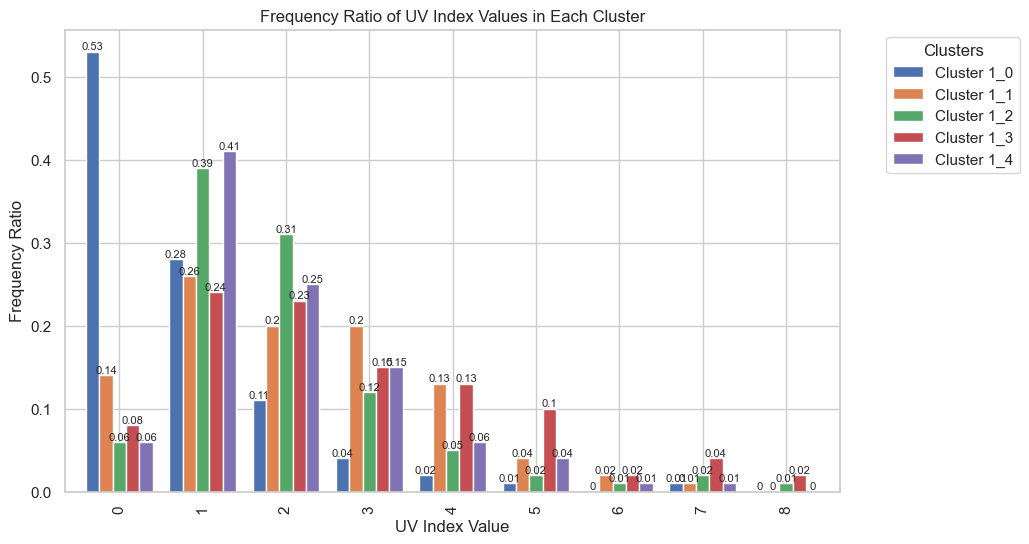 Frequency Ratio of UV Index Values in Each Cluster
Clusters
Cluster 1_0
Cluster 1_1
Cluster 1_2
Cluster 1_3
Cluster 1_4
Frequency Ratio
0.5
0.4
0.3
0.2
0.1
0.0
0.53 0.14 0.06 0.08 0.06
0.28 0.26 0.39 0.24 0.41
0.11 0.2 0.31 0.23 0.25
0.04 0.2 0.12 0.15 0.15
0.02 0.13 0.05 0.13 0.06
0.01 0.04 0.02 0.1 0.04
0 0.02 0.01 0.02 0.01
0.01 0.01 0.02 0.04 0.01
0 0 0.01 0.02 0
0 1 2 3 4 5 6 7 8
UV Index Value